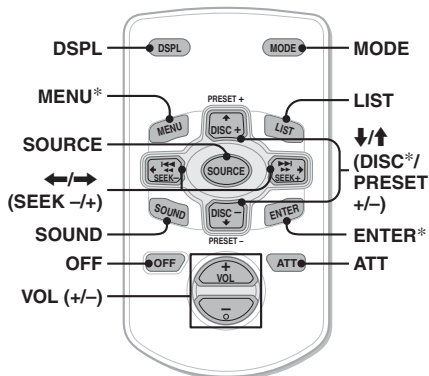 DSPL
DSPL
MODE
MODE
MENU*
PRESET +
LIST
MENU
DISC +
LIST
SOURCE
↓/↑
(DISC*/
PRESET
+/–)
SOURCE
←/→
(SEEK –/+)
SEEK–
SEEK+
SOUND
DISC –
ENTER
SOUND
PRESET –
ENTER*
OFF
OFF
ATT
ATT
+
VOL
–
VOL (+/–)